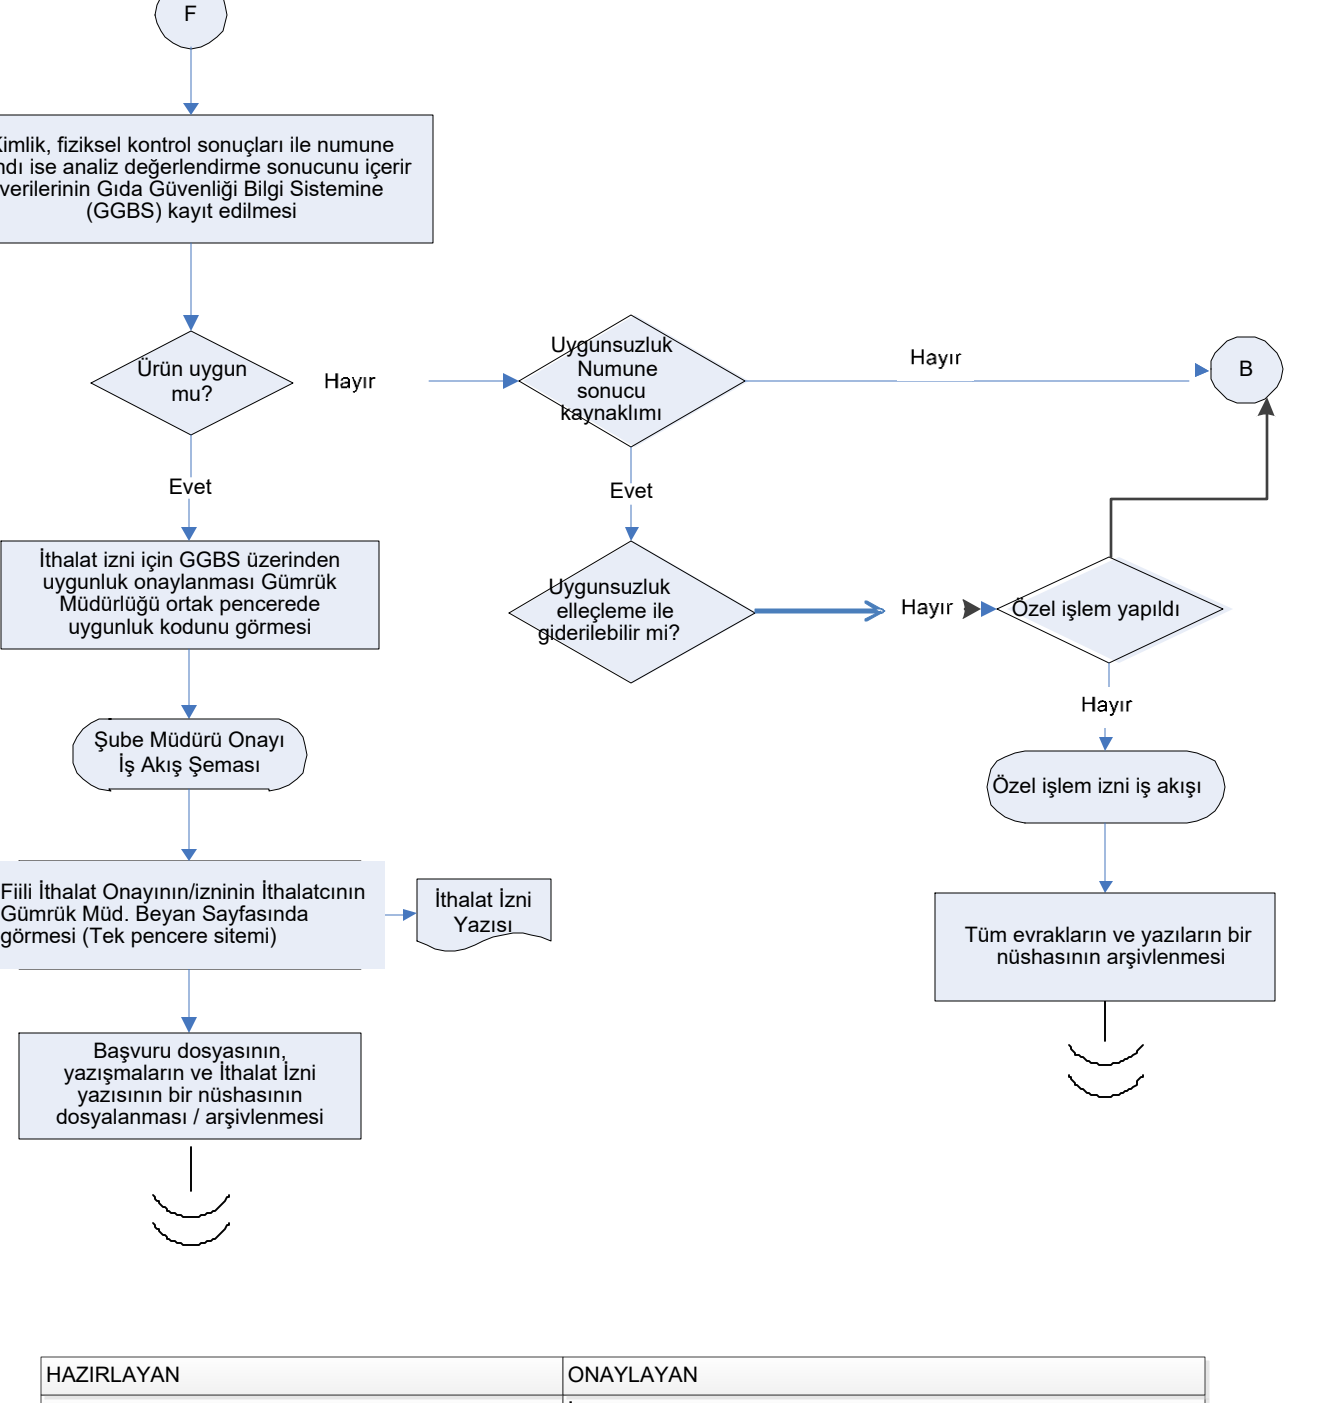 F
Kimlik, fiziksel kontrol sonuçları ile numune
ise analiz değerlendirme sonucunu içerir
verilerinin Gıda Güvenliği Bilgi Sistemine
(GGBS) kayıt edilmesi
Ürün uygun
mu?
Hayır
Uygunsuzluk
Numune
sonucu
kaynaklımı
Hayır
B
Evet
İthalat izni için GGBS üzerinden
uygunluk onaylanması Gümrük
Müdürlüğü ortak pencerede
uygunluk kodunu görmesi
Evet
Uygunsuzluk
elleçleme ile
giderilebilir mi?
Hayır
Özel işlem yapıldı
Hayır
Şube Müdürü Onayı
İş Akış Şeması
Özel işlem izni iş akışı
Fiili İthalat Onayının/izninin İthalatcının
Gümrük Müd. Beyan Sayfasında
görmesi (Tek pencere sitemi)
İthalat İzni
Yazısı
Tüm evrakların ve yazıların bir
nüshasının arşivlenmesi
Başvuru dosyasının,
yazışmaların ve İthalat İzni
yazısının bir nüshasının
dosyalanması / arşivlenmesi
HAZIRLAYAN
ONAYLAYAN